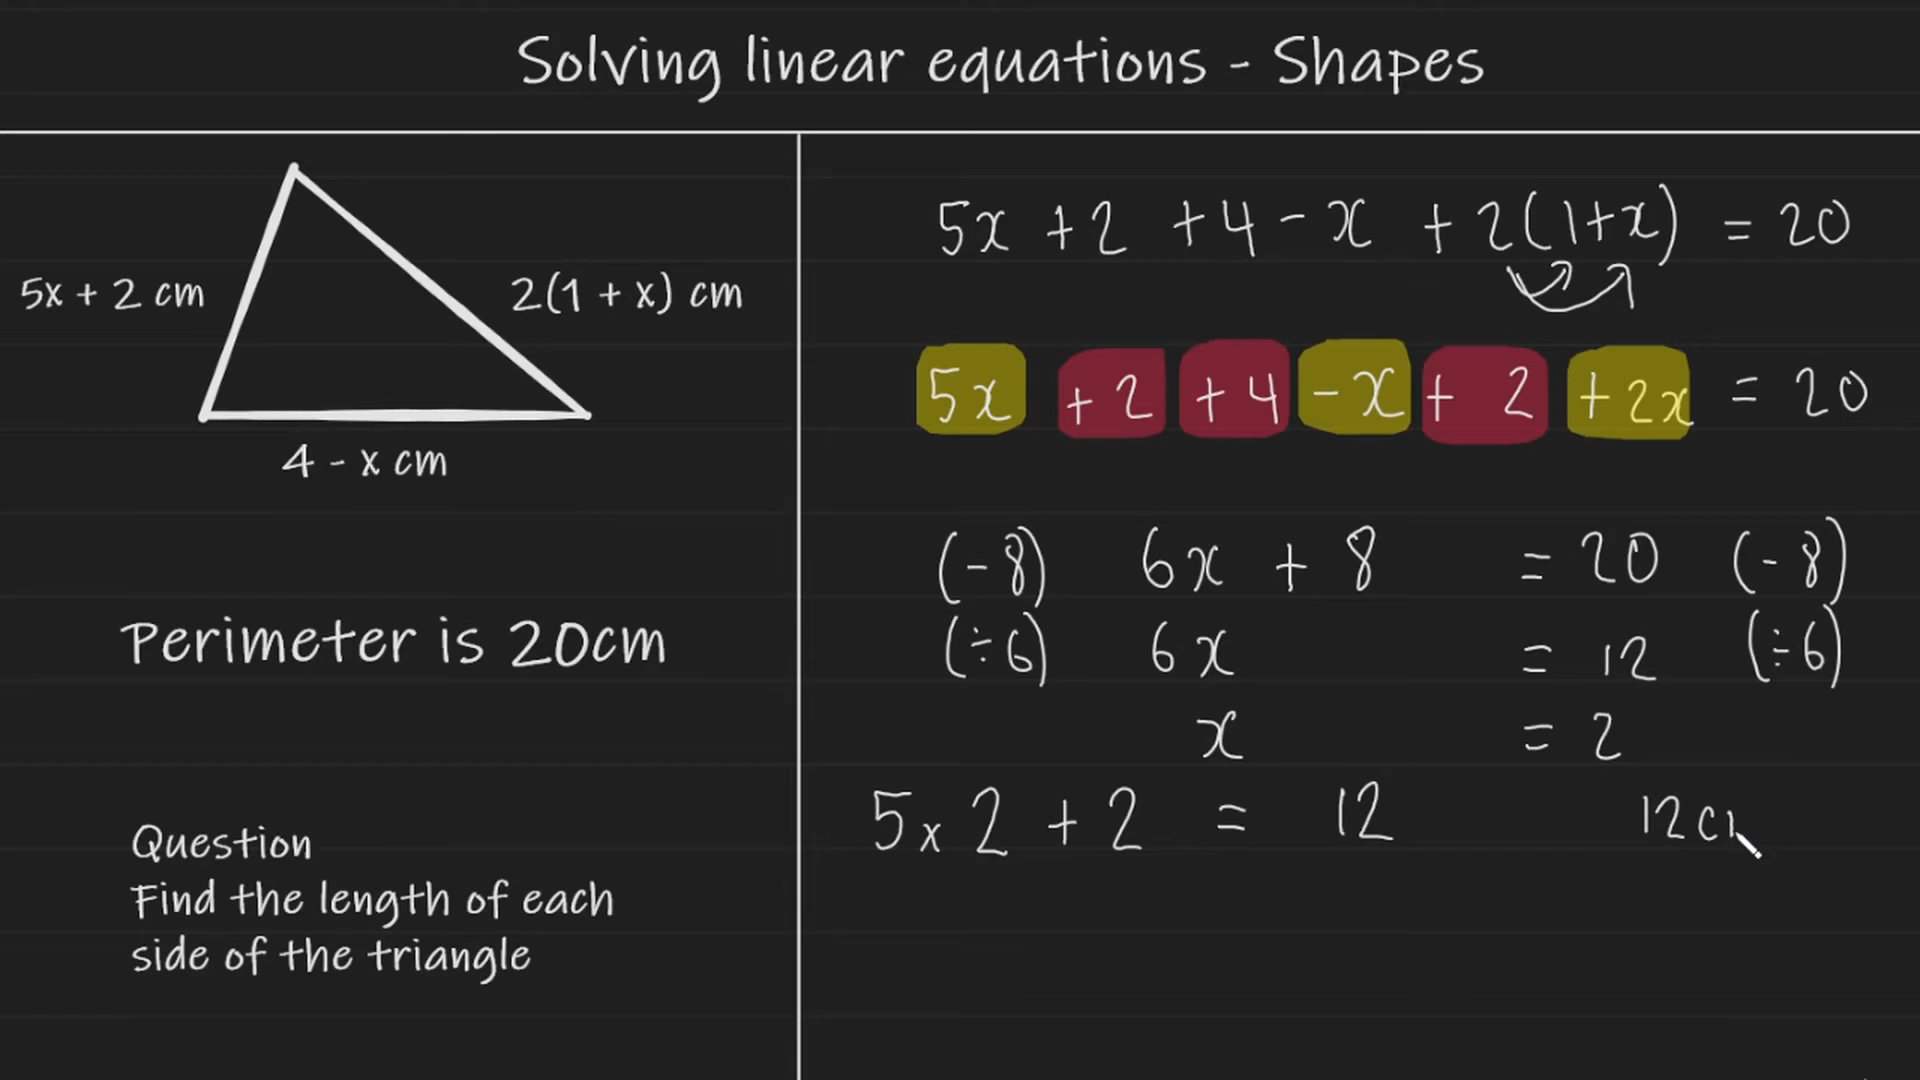 Solving linear equations - Shapes
5x + 2 cm
2(1 + x) cm
4 - x cm
Perimeter is 20cm
Question
Find the length of each
side of the triangle
5x + 2 + 4 - x + 2(1+x) = 20
5x + 2 + 4 - x + 2 + 2x = 20
(-8) 6x + 8 = 20 (-8)
(÷6) 6x = 12 (÷6)
x = 2
5 x 2 + 2 = 12 12